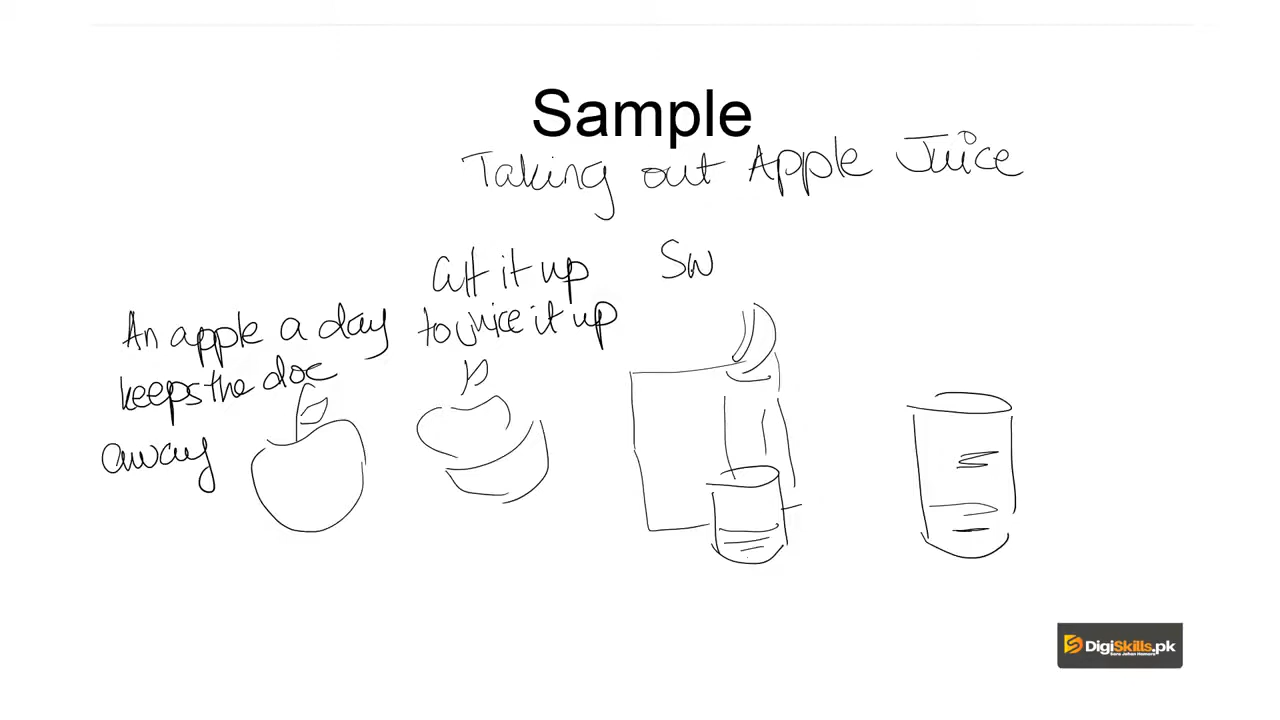 Sample
Taking out Apple Juice
An apple a day
keeps the doc
away
Cut it up
to juice it up
Sw
DigiSkills.pk